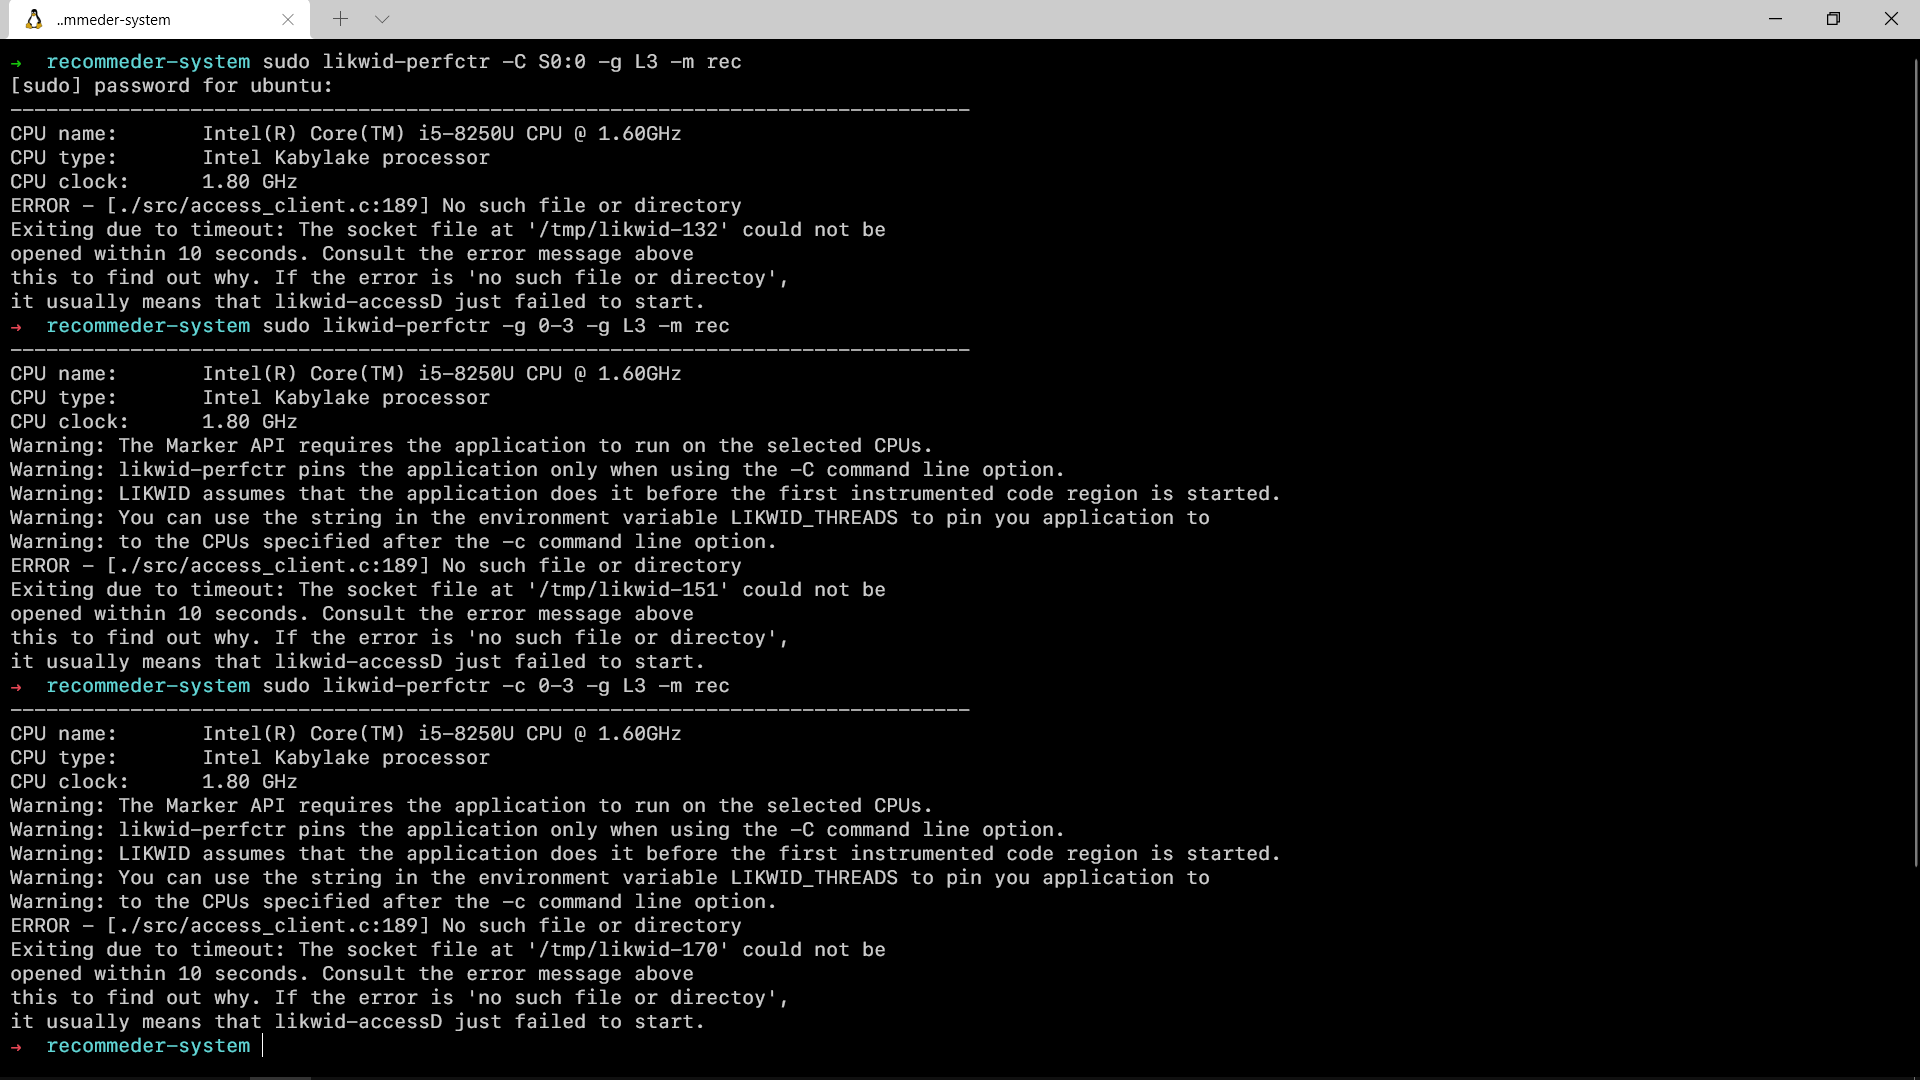 ..mmeder-system
→ recommeder-system sudo likwid-perfctr -C S0:0 -g L3 -m rec
[sudo] password for ubuntu:
--------------------------------------------------------------------------------
CPU name:       Intel(R) Core(TM) i5-8250U CPU @ 1.60GHz
CPU type:       Intel Kabylake processor
CPU clock:      1.80 GHz
ERROR - [./src/access_client.c:189] No such file or directory
Exiting due to timeout: The socket file at '/tmp/likwid-132' could not be
opened within 10 seconds. Consult the error message above
this to find out why. If the error is 'no such file or directoy',
it usually means that likwid-accessD just failed to start.
→ recommeder-system sudo likwid-perfctr -g 0-3 -g L3 -m rec
--------------------------------------------------------------------------------
CPU name:       Intel(R) Core(TM) i5-8250U CPU @ 1.60GHz
CPU type:       Intel Kabylake processor
CPU clock:      1.80 GHz
Warning: The Marker API requires the application to run on the selected CPUs.
Warning: likwid-perfctr pins the application only when using the -C command line option.
Warning: LIKWID assumes that the application does it before the first instrumented code region is started.
Warning: You can use the string in the environment variable LIKWID_THREADS to pin you application to
Warning: to the CPUs specified after the -c command line option.
ERROR - [./src/access_client.c:189] No such file or directory
Exiting due to timeout: The socket file at '/tmp/likwid-151' could not be
opened within 10 seconds. Consult the error message above
this to find out why. If the error is 'no such file or directoy',
it usually means that likwid-accessD just failed to start.
→ recommeder-system sudo likwid-perfctr -c 0-3 -g L3 -m rec
--------------------------------------------------------------------------------
CPU name:       Intel(R) Core(TM) i5-8250U CPU @ 1.60GHz
CPU type:       Intel Kabylake processor
CPU clock:      1.80 GHz
Warning: The Marker API requires the application to run on the selected CPUs.
Warning: likwid-perfctr pins the application only when using the -C command line option.
Warning: LIKWID assumes that the application does it before the first instrumented code region is started.
Warning: You can use the string in the environment variable LIKWID_THREADS to pin you application to
Warning: to the CPUs specified after the -c command line option.
ERROR - [./src/access_client.c:189] No such file or directory
Exiting due to timeout: The socket file at '/tmp/likwid-170' could not be
opened within 10 seconds. Consult the error message above
this to find out why. If the error is 'no such file or directoy',
it usually means that likwid-accessD just failed to start.
→ recommeder-system